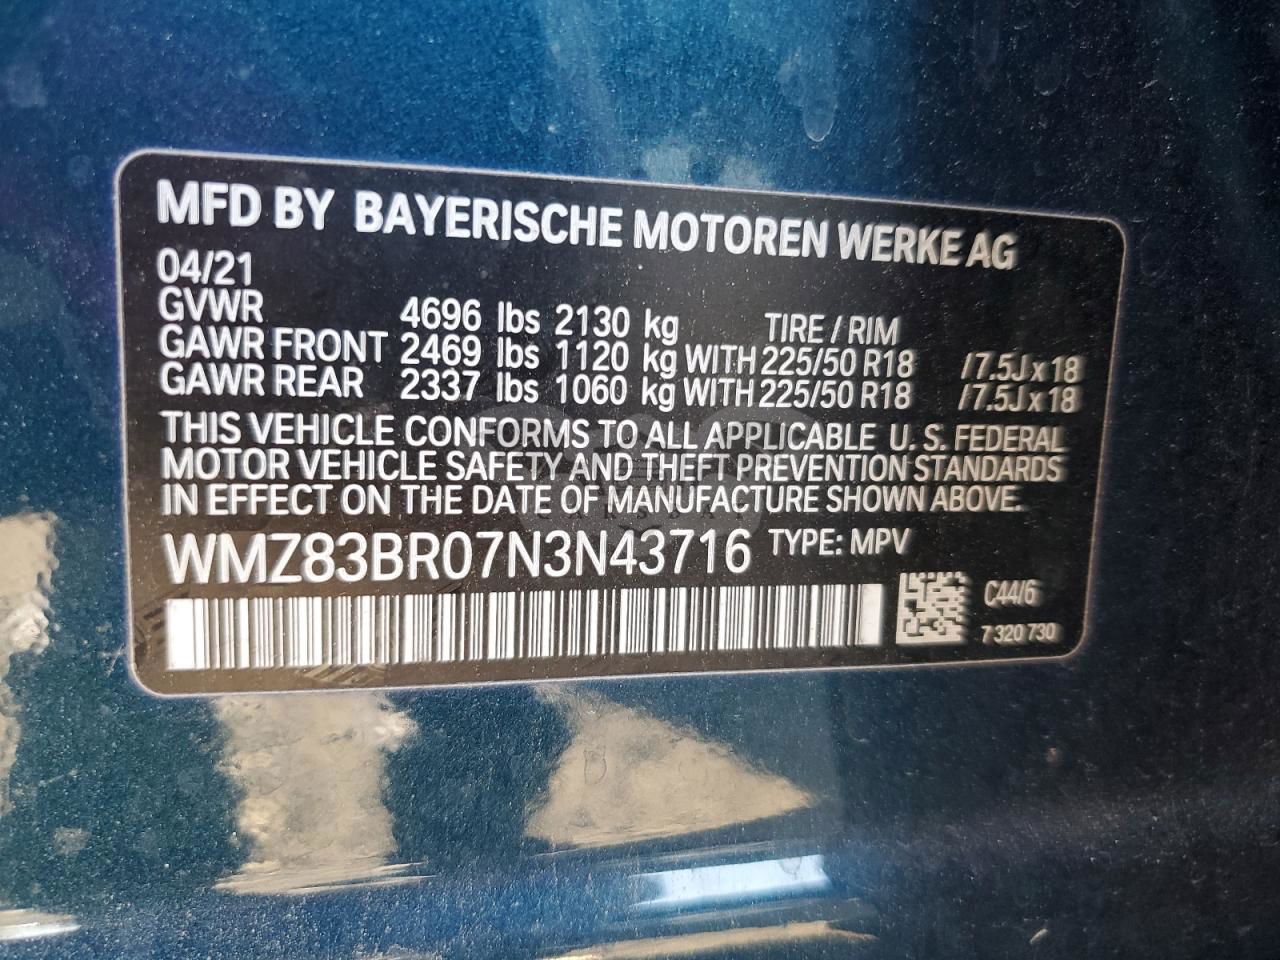 MFD BY BAYERISCHE MOTOREN WERKE AG
04/21
GVWR 4696 lbs 2130 kg TIRE / RIM
GAWR FRONT 2469 lbs 1120 kg WITH 225/50 R18 / 7.5J x 18
GAWR REAR 2337 lbs 1060 kg WITH 225/50 R18 / 7.5J x 18
THIS VEHICLE CONFORMS TO ALL APPLICABLE U. S. FEDERAL
MOTOR VEHICLE SAFETY AND THEFT PREVENTION STANDARDS
IN EFFECT ON THE DATE OF MANUFACTURE SHOWN ABOVE.
WMZ83BR07N3N43716 TYPE: MPV
C44/6
7 320 730